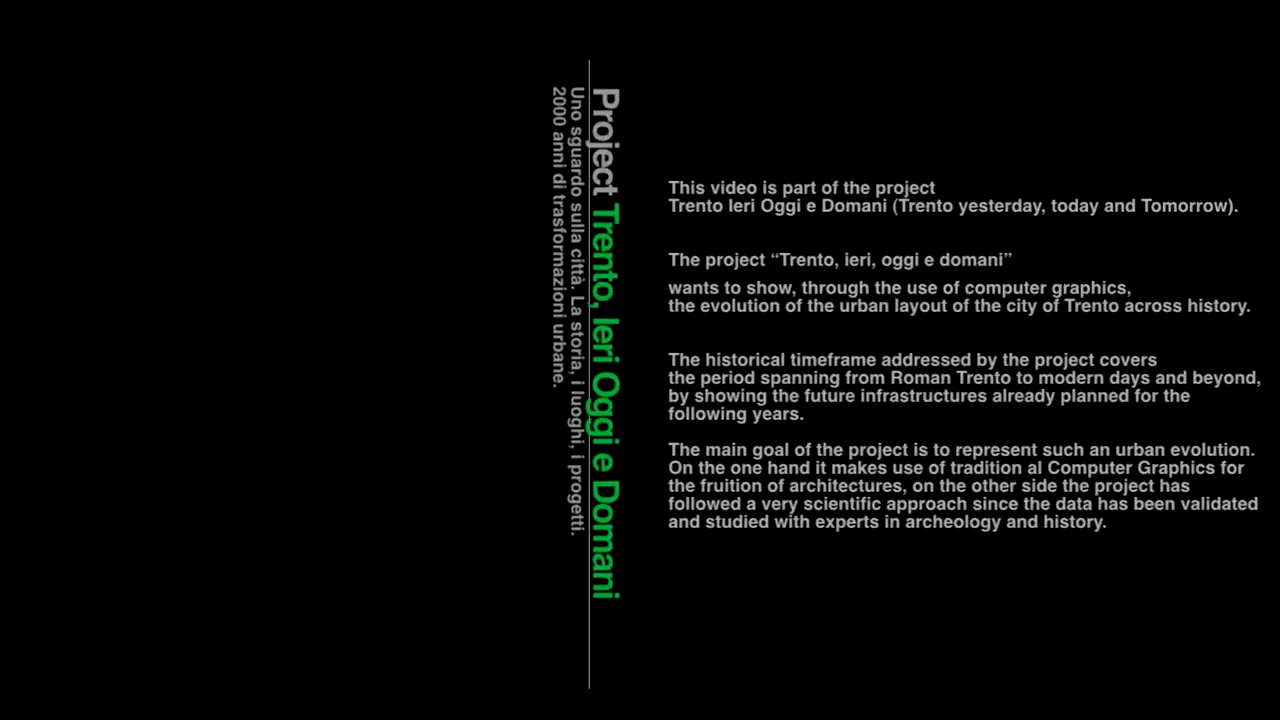 Project Trento, Ieri Oggi e Domani
Uno sguardo sulla città. La storia, i luoghi, i progetti.
2000 anni di trasformazioni urbane.
This video is part of the project
Trento Ieri Oggi e Domani (Trento yesterday, today and Tomorrow).
The project “Trento, ieri, oggi e domani”
wants to show, through the use of computer graphics,
the evolution of the urban layout of the city of Trento across history.
The historical timeframe addressed by the project covers
the period spanning from Roman Trento to modern days and beyond,
by showing the future infrastructures already planned for the
following years.
The main goal of the project is to represent such an urban evolution.
On the one hand it makes use of tradition al Computer Graphics for
the fruition of architectures, on the other side the project has
followed a very scientific approach since the data has been validated
and studied with experts in archeology and history.